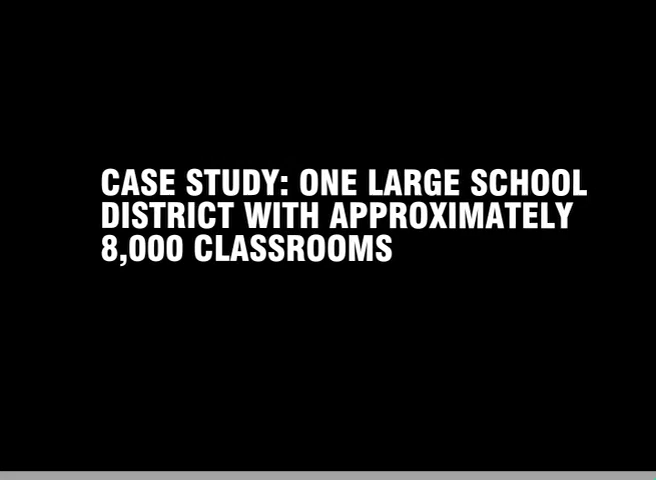 CASE STUDY: ONE LARGE SCHOOL
DISTRICT WITH APPROXIMATELY
8,000 CLASSROOMS